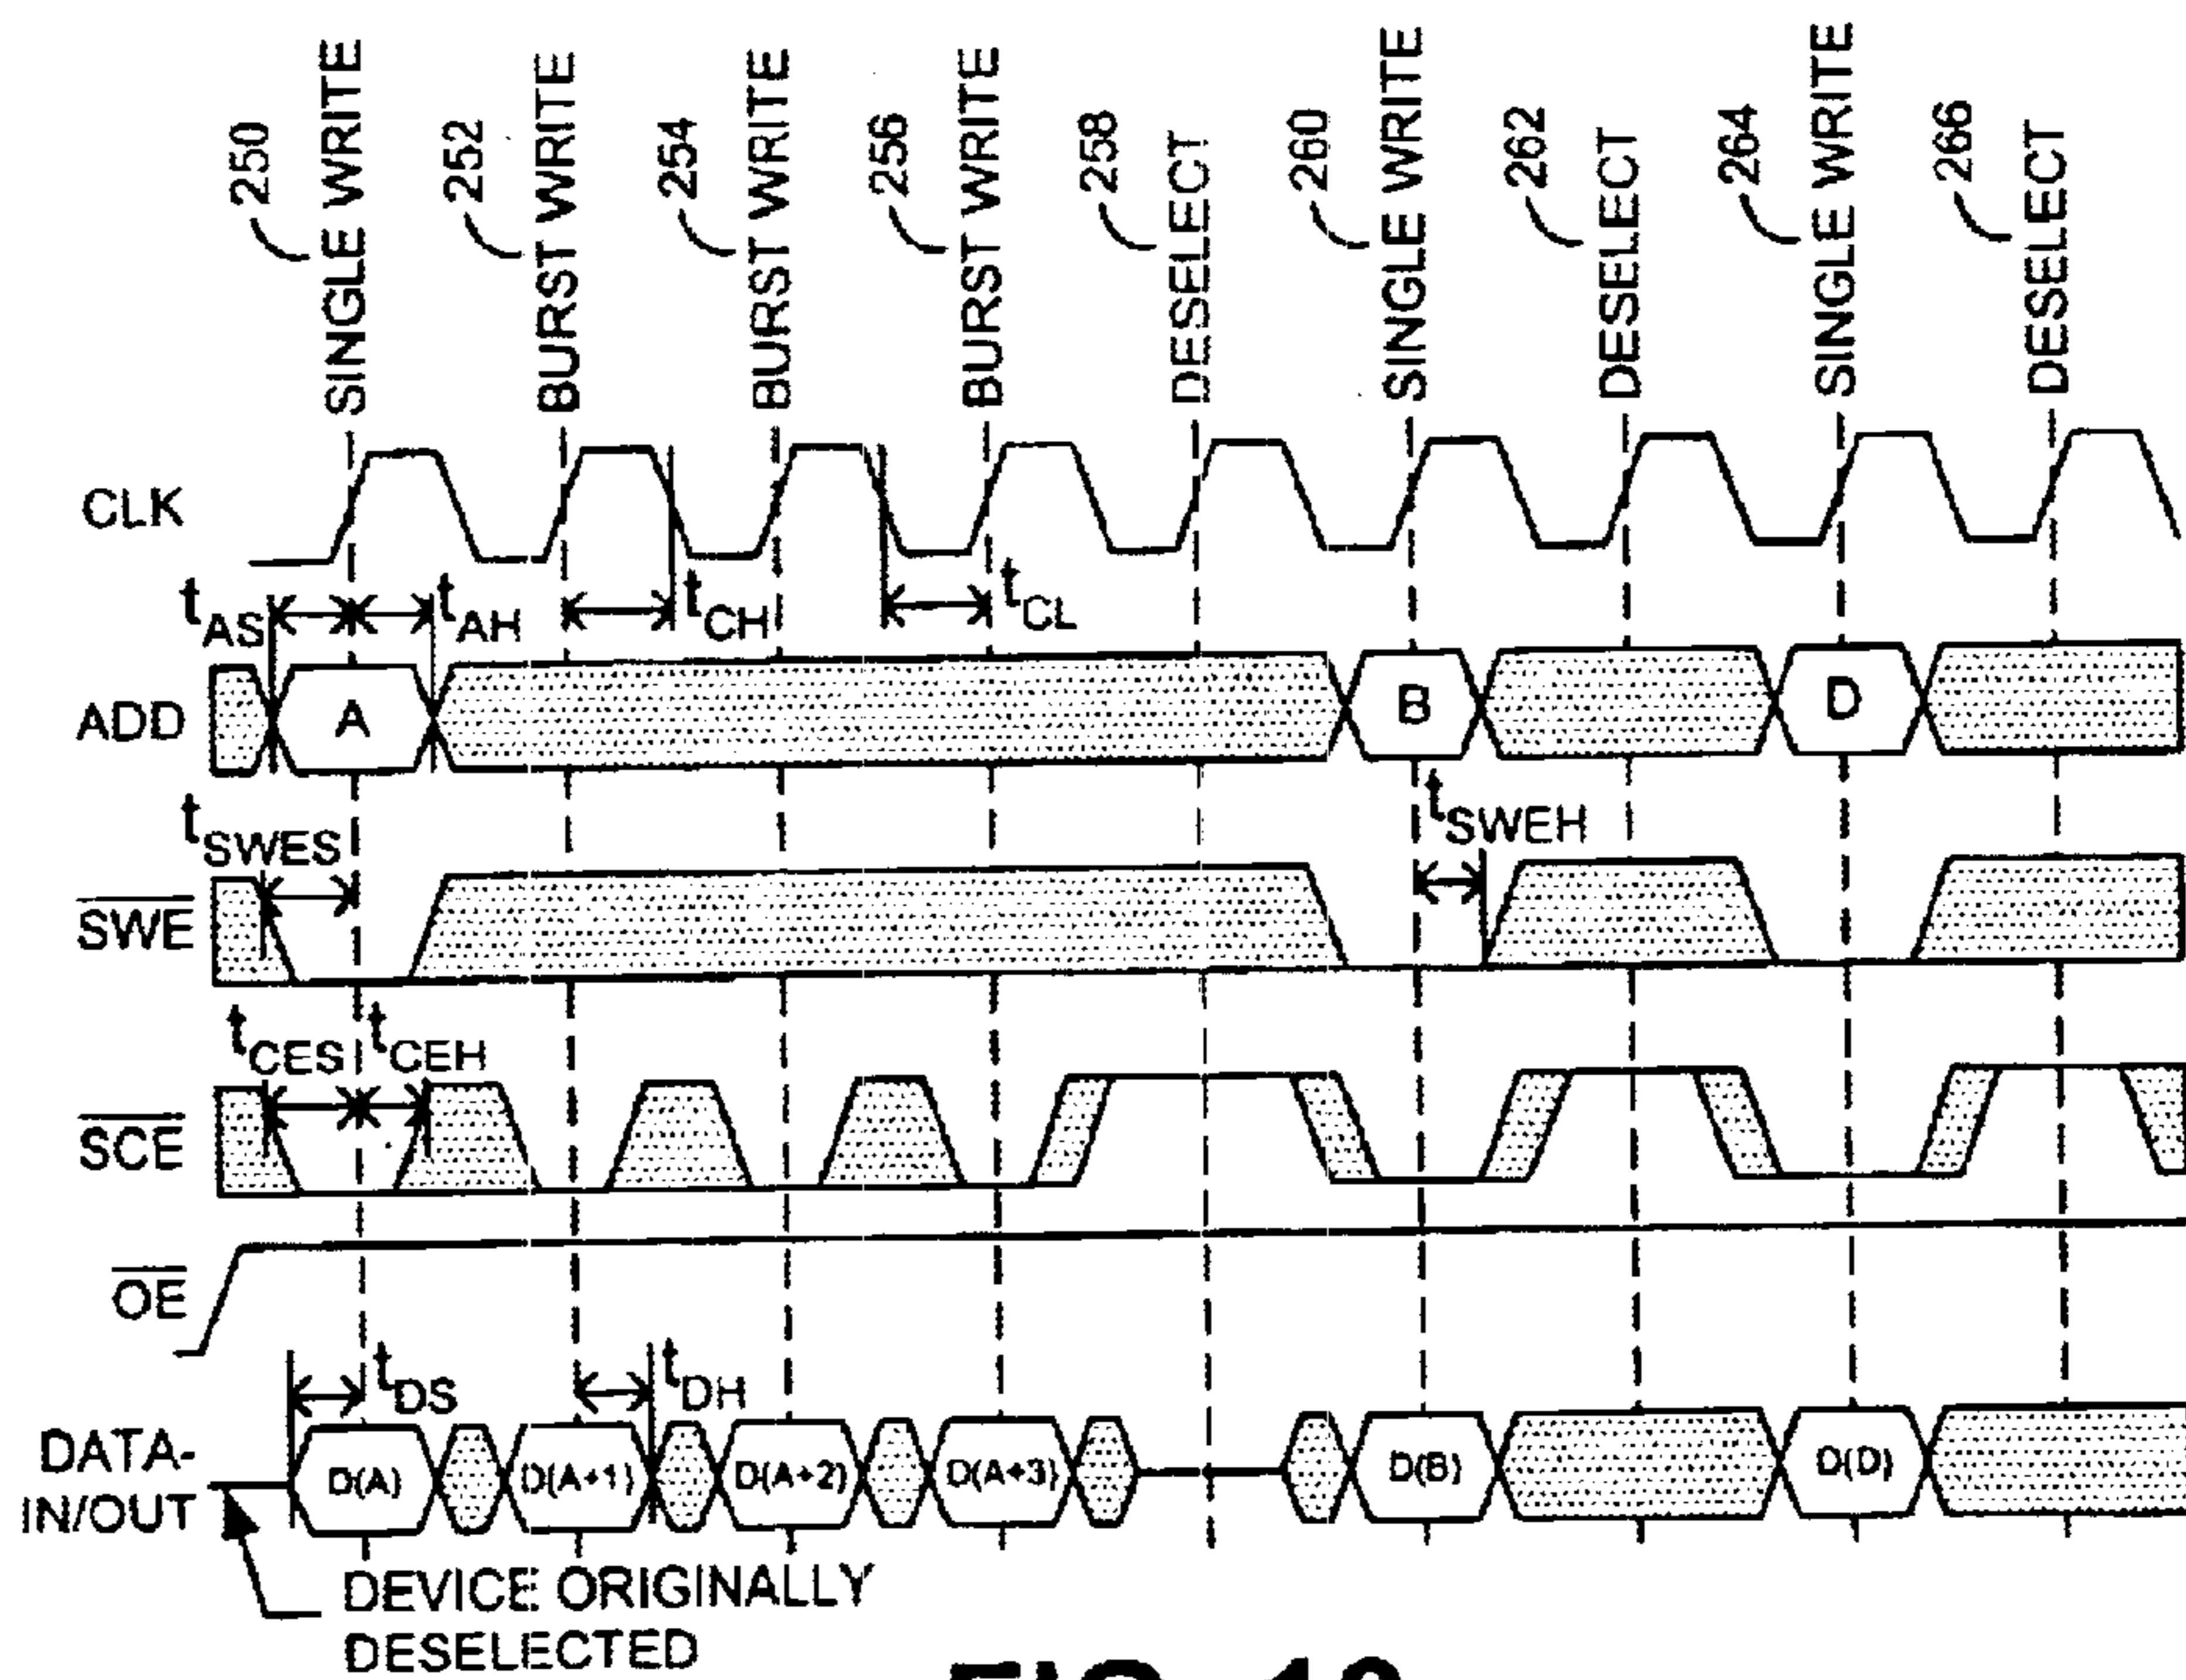 250 SINGLE WRITE
252 BURST WRITE
254 BURST WRITE
256 BURST WRITE
258 DESELECT
260 SINGLE WRITE
262 DESELECT
264 SINGLE WRITE
266 DESELECT
CLK
tAS tAH tCH tCL
ADD A B D
tSWES tSWEH
SWE
tCES tCEH
SCE
OE
tDS tDH
DATA-
IN/OUT
D(A) D(A+1) D(A+2) D(A+3) D(B) D(D)
DEVICE ORIGINALLY
DESELECTED